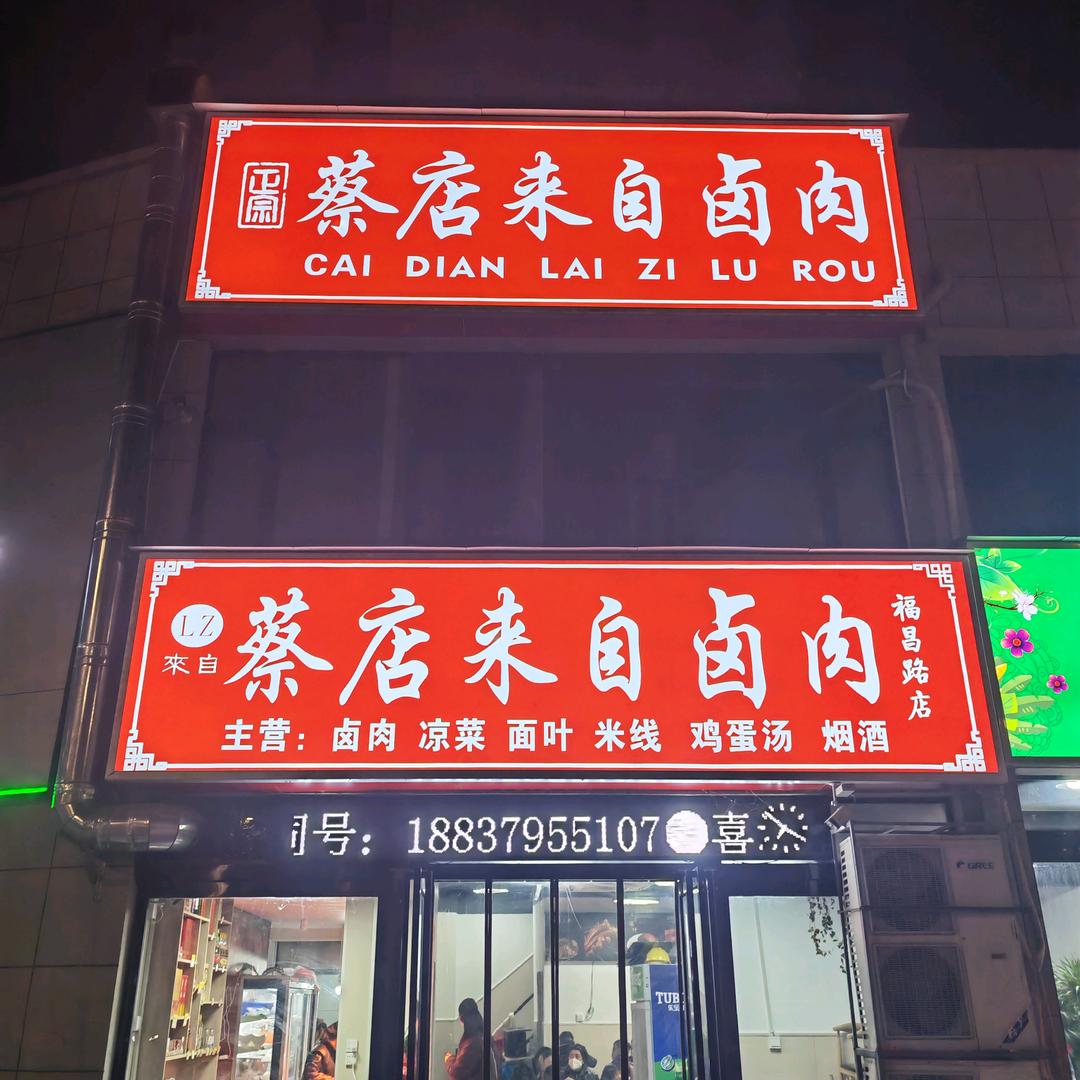 正宗
蔡店来自卤肉
CAI DIAN LAI ZI LU ROU
LZ
來自
蔡店来自卤肉
福昌路店
主营：卤肉 凉菜 面叶 米线 鸡蛋汤 烟酒
号：18837955107 喜
GREE
TUB